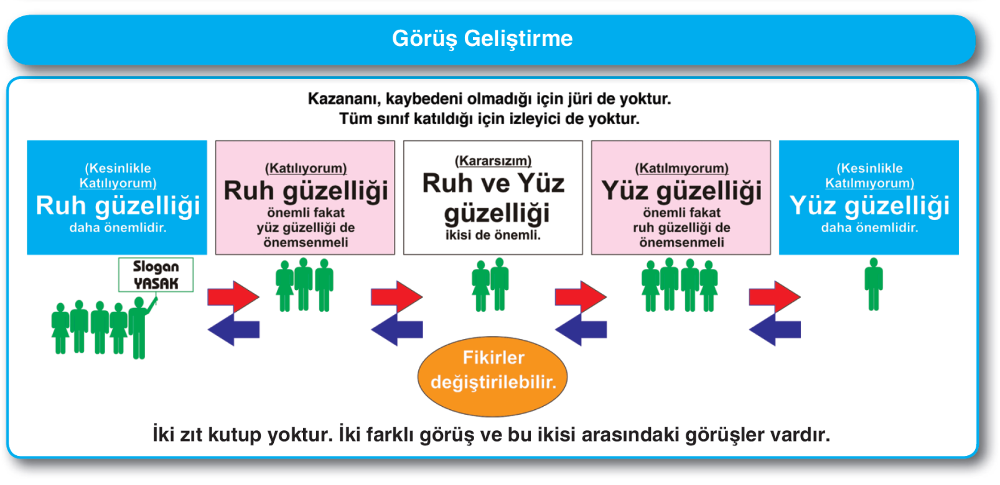 Görüş Geliştirme
Kazananı, kaybedeni olmadığı için jüri de yoktur.
Tüm sınıf katıldığı için izleyici de yoktur.
(Kesinlikle
Katılıyorum)
Ruh güzelliği
daha önemlidir.
(Katılıyorum)
Ruh güzelliği
önemli fakat
yüz güzelliği de
önemsenmeli
(Kararsızım)
Ruh ve Yüz
güzelliği
ikisi de önemli.
(Katılmıyorum)
Yüz güzelliği
önemli fakat
ruh güzelliği de
önemsenmeli
(Kesinlikle
Katılmıyorum)
Yüz güzelliği
daha önemlidir.
Slogan
YASAK
Fikirler
değiştirilebilir.
İki zıt kutup yoktur. İki farklı görüş ve bu ikisi arasındaki görüşler vardır.